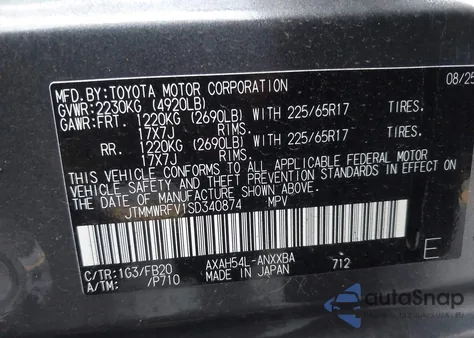 MFD.BY:TOYOTA MOTOR CORPORATION 08/25
GVWR:2230KG (4920LB)
GAWR:FRT. 1220KG (2690LB) WITH 225/65R17 TIRES.
17X7J RIMS.
RR. 1220KG (2690LB) WITH 225/65R17 TIRES.
17X7J RIMS.
THIS VEHICLE CONFORMS TO ALL APPLICABLE FEDERAL MOTOR
VEHICLE SAFETY AND THEFT PREVENTION STANDARDS IN EFFECT ON
THE DATE OF MANUFACTURE SHOWN ABOVE.
JTMMWRFV1SD340874 MPV
C/TR:1G3/FB20 AXAH54L-ANXXBA 712 E
A/TM: /P710 MADE IN JAPAN
autoSnap
Powered by